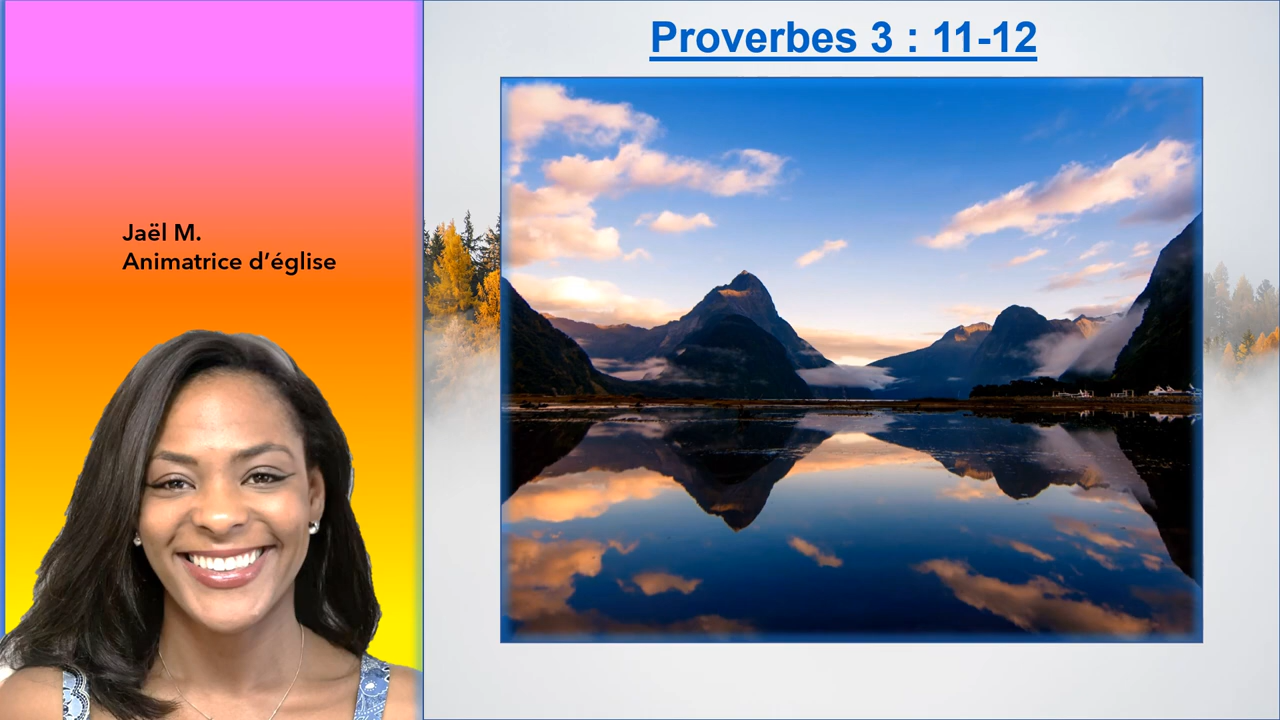 Proverbes 3 : 11-12
Jaël M.
Animatrice d’église